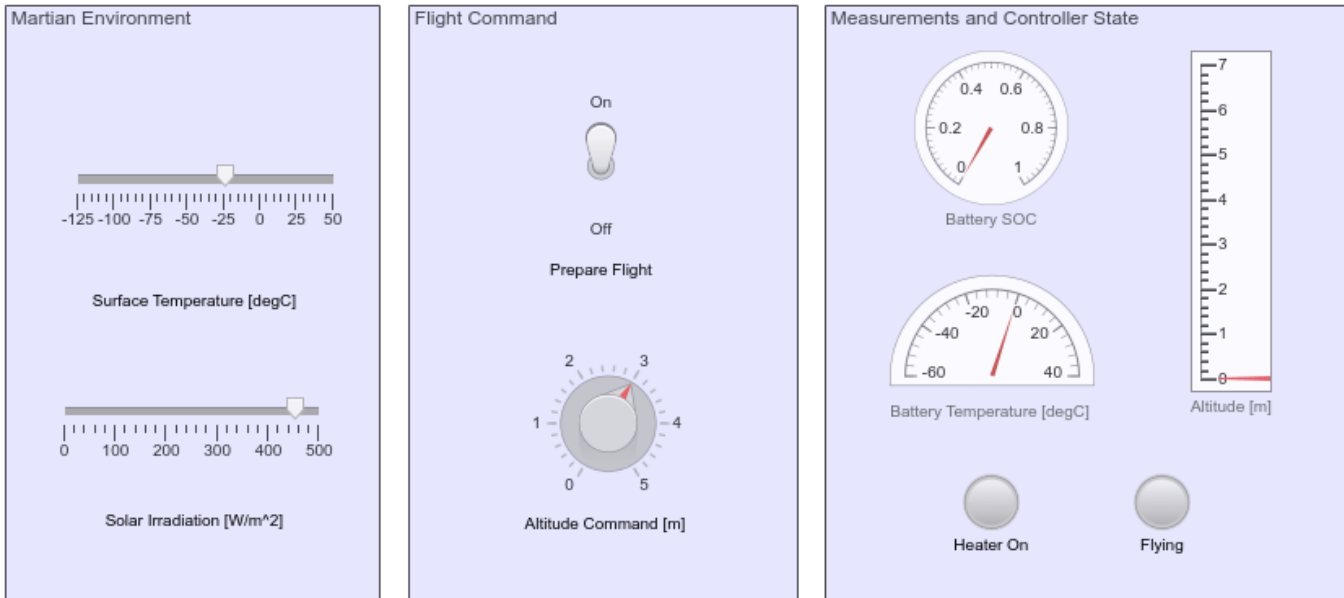 Martian Environment
-125 -100 -75 -50 -25 0 25 50
Surface Temperature [degC]
0 100 200 300 400 500
Solar Irradiation [W/m^2]
Flight Command
On
Off
Prepare Flight
2 3
1 4
0 5
Altitude Command [m]
Measurements and Controller State
0.4 0.6
0.2 0.8
0 1
Battery SOC
-20 0
-40 20
-60 40
Battery Temperature [degC]
7
6
5
4
3
2
1
0
Altitude [m]
Heater On
Flying